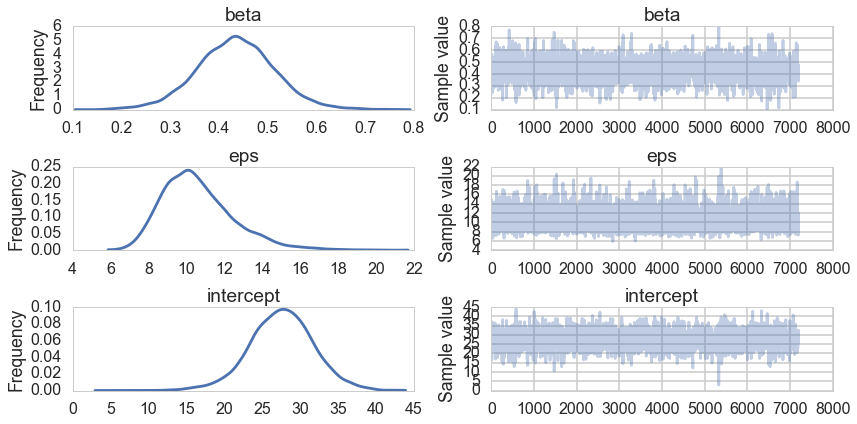 beta
Frequency
6
5
4
3
2
1
0
0.1 0.2 0.3 0.4 0.5 0.6 0.7 0.8
beta
Sample value
0.8
0.7
0.6
0.5
0.4
0.3
0.2
0.1
0 1000 2000 3000 4000 5000 6000 7000 8000
eps
Frequency
0.25
0.20
0.15
0.10
0.05
0.00
4 6 8 10 12 14 16 18 20 22
eps
Sample value
22
20
18
16
14
12
10
8
6
4
0 1000 2000 3000 4000 5000 6000 7000 8000
intercept
Frequency
0.10
0.08
0.06
0.04
0.02
0.00
0 5 10 15 20 25 30 35 40 45
intercept
Sample value
45
40
35
30
25
20
15
10
5
0
0 1000 2000 3000 4000 5000 6000 7000 8000